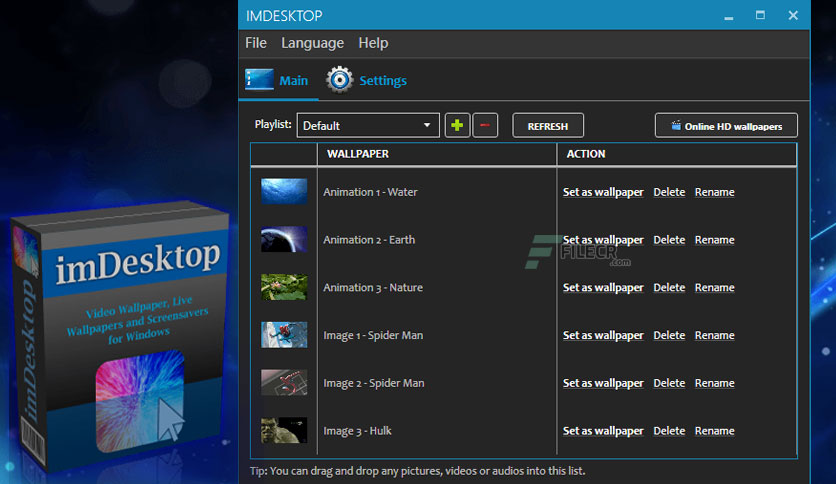 IMDESKTOP
File Language Help
Main Settings
Playlist: Default REFRESH Online HD wallpapers
WALLPAPER ACTION
Animation 1 - Water Set as wallpaper Delete Rename
Animation 2 - Earth Set as wallpaper Delete Rename
Animation 3 - Nature Set as wallpaper Delete Rename
Image 1 - Spider Man Set as wallpaper Delete Rename
Image 2 - Spider Man Set as wallpaper Delete Rename
Image 3 - Hulk Set as wallpaper Delete Rename
Tip: You can drag and drop any pictures, videos or audios into this list.
FILECR
.com
imDesktop
Video Wallpaper, Live
Wallpapers and Screensavers
for Windows
imDesktop